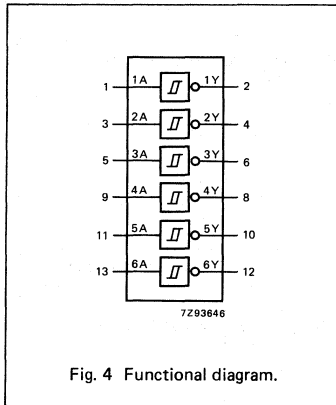 1 1A 1Y 2
3 2A 2Y 4
5 3A 3Y 6
9 4A 4Y 8
11 5A 5Y 10
13 6A 6Y 12
7Z93646
Fig. 4 Functional diagram.